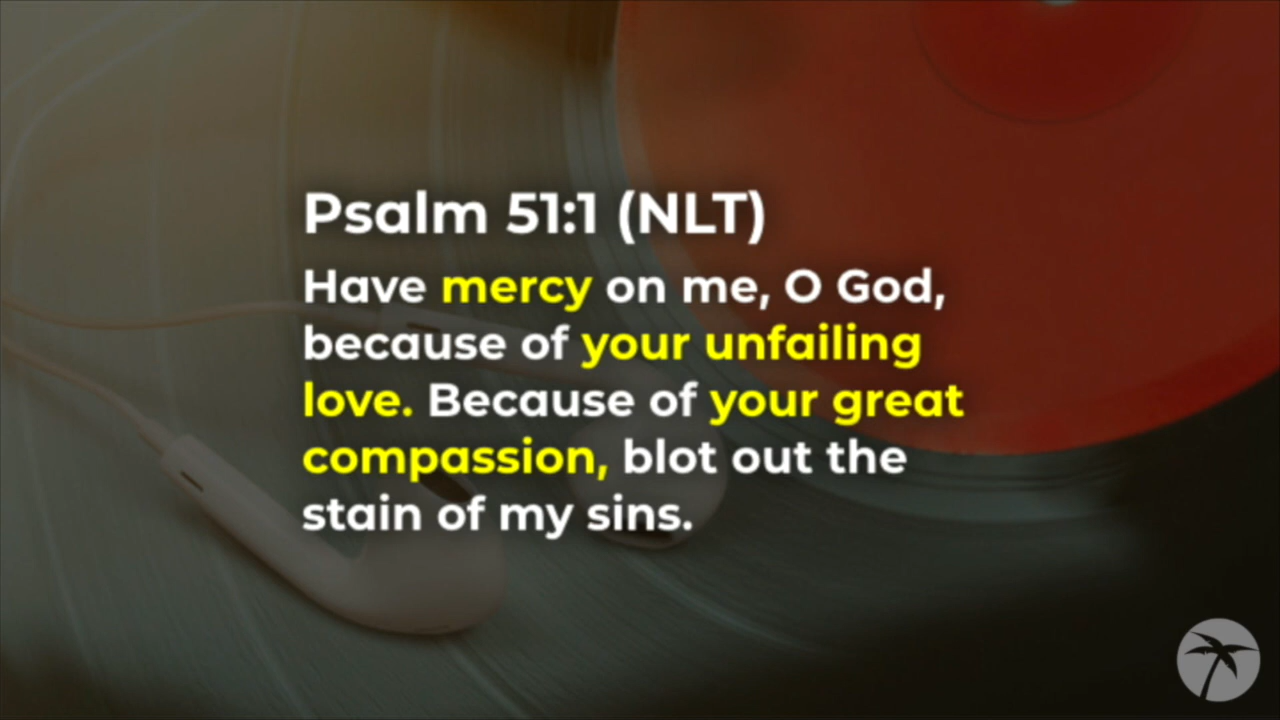 Psalm 51:1 (NLT)
Have mercy on me, O God,
because of your unfailing
love. Because of your great
compassion, blot out the
stain of my sins.